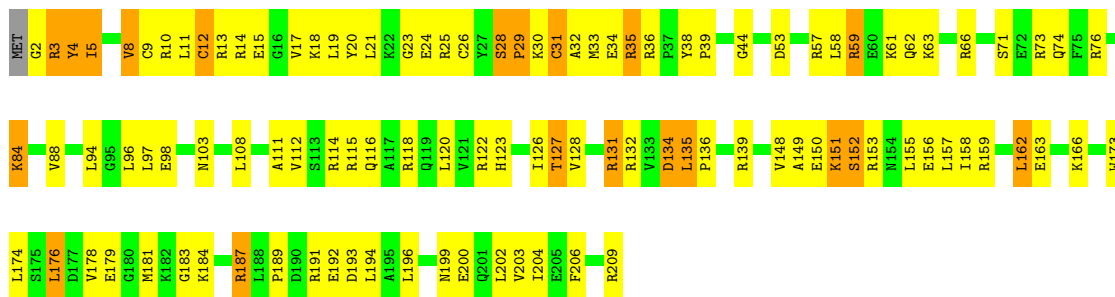 MET G2 R3 Y4 I5 V8 C9 R10 L11 C12 R13 R14 E15 G16 V17 K18 L19 Y20 L21 K22 G23 E24 R25 C26 Y27 S28 P29 K30 C31 A32 M33 E34 R35 R36 P37 Y38 P39 G44 D53 R57 L58 R59 E60 K61 Q62 K63 R66 S71 E72 R73 Q74 F75 R76
K84 V88 L94 G95 L96 L97 E98 N103 L108 A111 V112 S113 R114 R115 Q116 A117 R118 Q119 L120 V121 R122 H123 I126 T127 V128 R131 R132 V133 D134 L135 P136 R139 V148 A149 E150 K151 S152 R153 N154 L155 E156 L157 I158 R159 L162 E163 K166 W173
L174 S175 L176 D177 V178 E179 G180 M181 K182 G183 K184 R187 L188 P189 D190 R191 E192 D193 L194 A195 L196 N199 E200 Q201 L202 V203 I204 E205 F206 R209